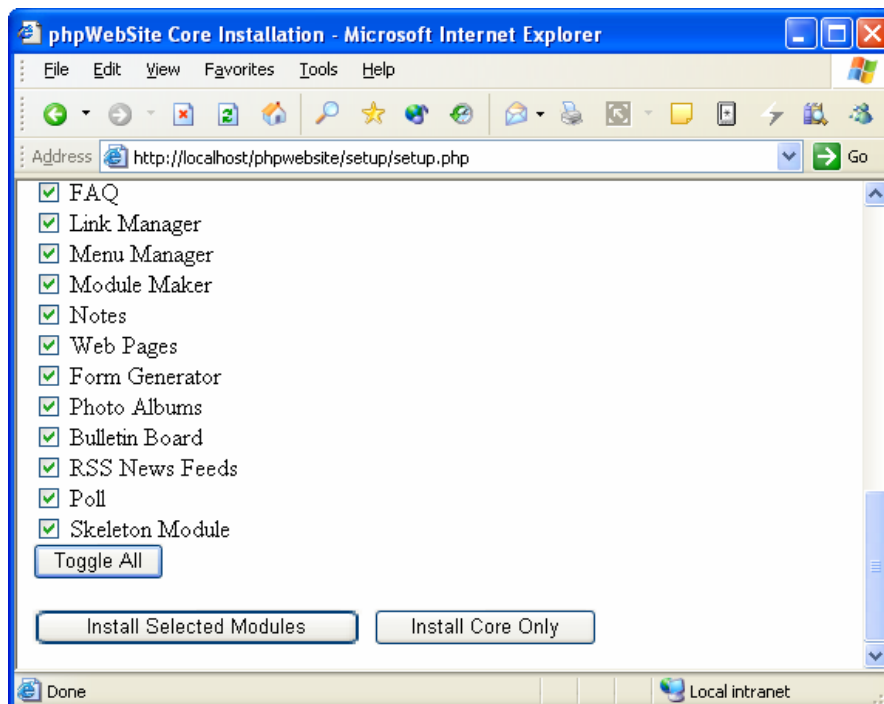 phpWebSite Core Installation - Microsoft Internet Explorer
File Edit View Favorites Tools Help
Address http://localhost/phpwebsite/setup/setup.php Go
FAQ
Link Manager
Menu Manager
Module Maker
Notes
Web Pages
Form Generator
Photo Albums
Bulletin Board
RSS News Feeds
Poll
Skeleton Module
Toggle All
Install Selected Modules Install Core Only
Done Local intranet